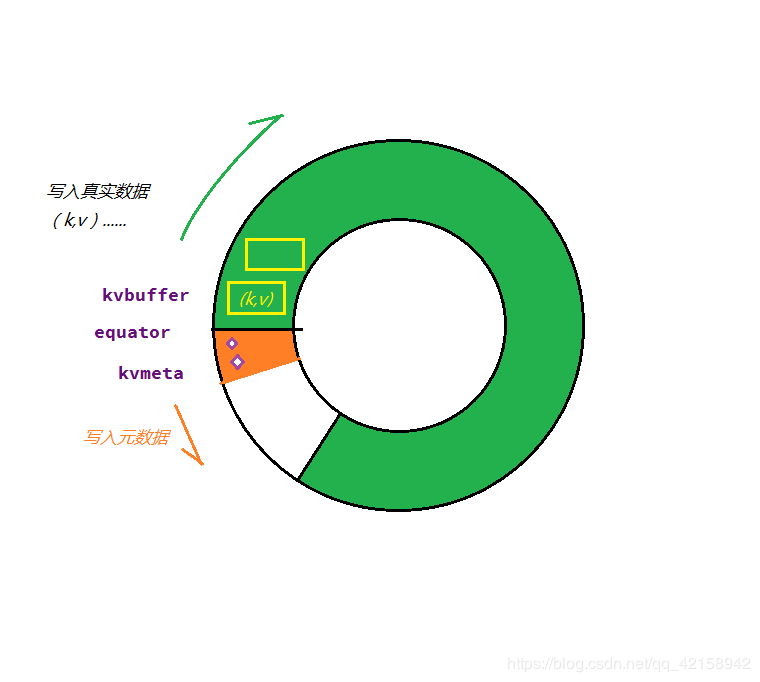 写入真实数据
（k,v）......
kvbuffer
(k,v)
equator
kvmeta
写入元数据
https://blog.csdn.net/qq_42158942